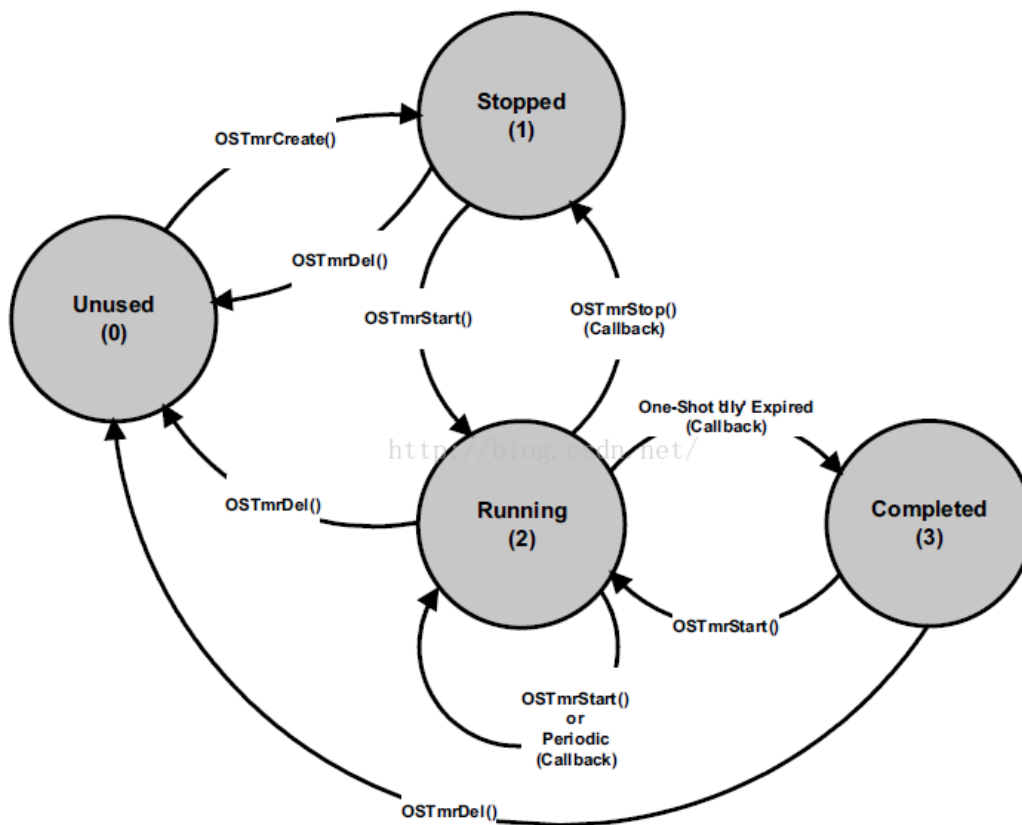 Stopped
(1)
OSTmrCreate()
OSTmrDel()
Unused
(0)
OSTmrStart()
OSTmrStop()
(Callback)
One-Shot 'dly' Expired
(Callback)
http://blog.csdn.net/
OSTmrDel()
Running
(2)
Completed
(3)
OSTmrStart()
OSTmrStart()
or
Periodic
(Callback)
OSTmrDel()